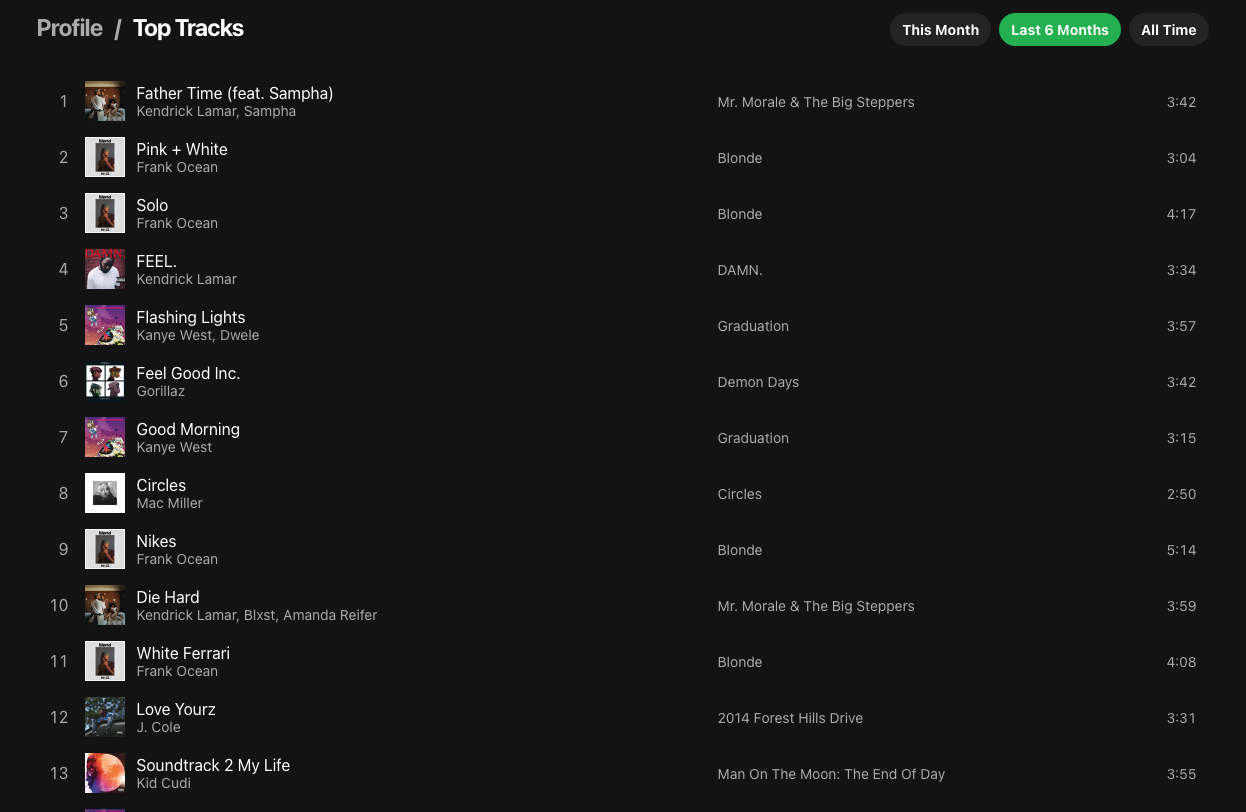 Profile / Top Tracks
This Month
Last 6 Months
All Time
1
Father Time (feat. Sampha)
Kendrick Lamar, Sampha
Mr. Morale & The Big Steppers
3:42
2
blond
Pink + White
Frank Ocean
Blonde
3:04
3
blond
Solo
Frank Ocean
Blonde
4:17
4
DAMN.
FEEL.
Kendrick Lamar
DAMN.
3:34
5
Flashing Lights
Kanye West, Dwele
Graduation
3:57
6
Feel Good Inc.
Gorillaz
Demon Days
3:42
7
Good Morning
Kanye West
Graduation
3:15
8
Circles
Mac Miller
Circles
2:50
9
blond
Nikes
Frank Ocean
Blonde
5:14
10
Die Hard
Kendrick Lamar, Blxst, Amanda Reifer
Mr. Morale & The Big Steppers
3:59
11
blond
White Ferrari
Frank Ocean
Blonde
4:08
12
Love Yourz
J. Cole
2014 Forest Hills Drive
3:31
13
Soundtrack 2 My Life
Kid Cudi
Man On The Moon: The End Of Day
3:55